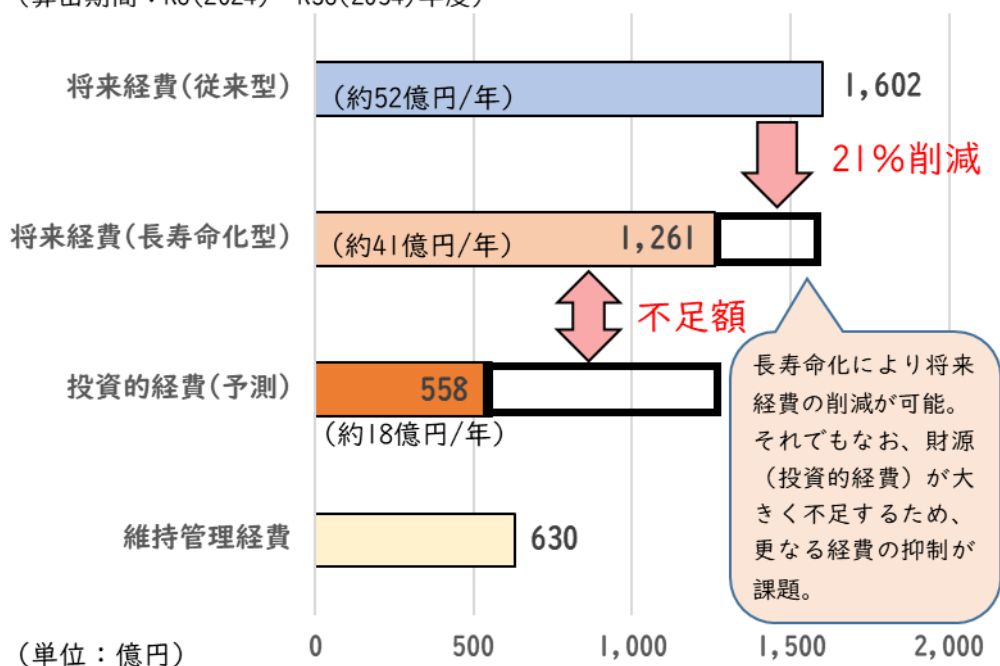 将来経費(従来型)
(約52億円/年)
1,602
21%削減
将来経費(長寿命化型)
(約41億円/年)
1,261
不足額
投資的経費(予測)
558
(約18億円/年)
長寿命化により将来
経費の削減が可能。
それでもなお、財源
(投資的経費)が大
きく不足するため、
更なる経費の抑制が
課題。
維持管理経費
630
(単位:億円)
0
500
1,000
1,500
2,000